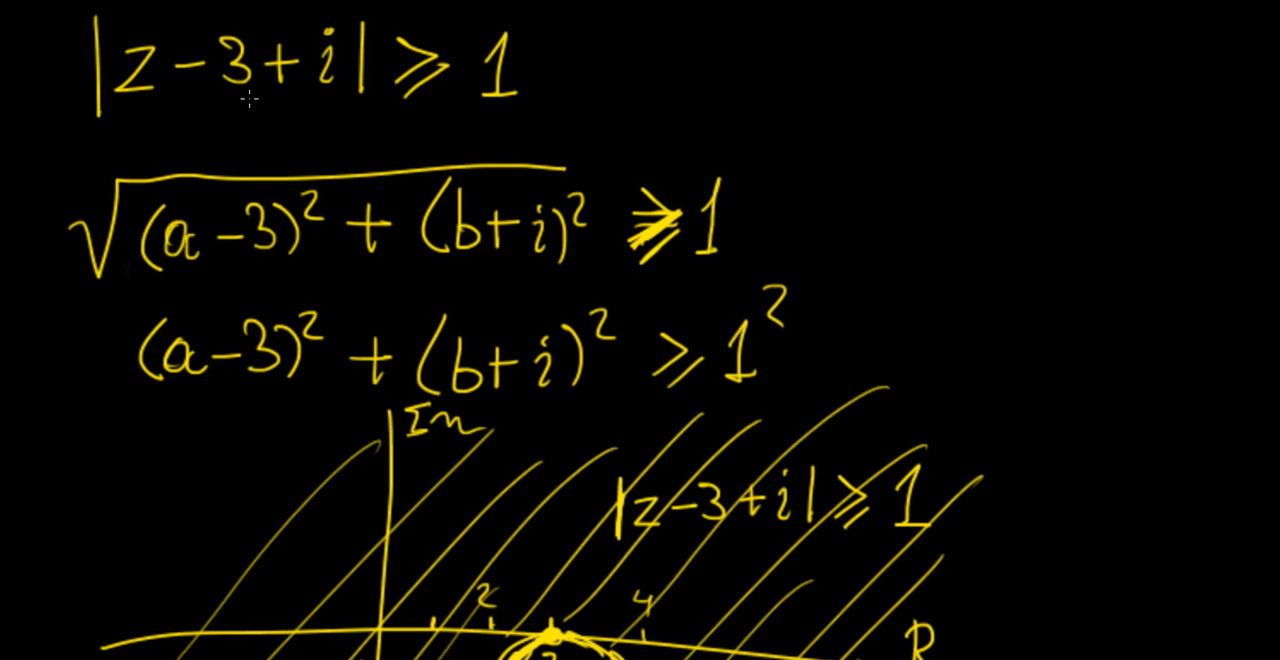 |z-3+i| ⩾ 1
√(a-3)² + (b+i)² ⩾ 1
(a-3)² + (b+i)² ⩾ 1²
Im
|z-3+i| ⩾ 1
2 4
R